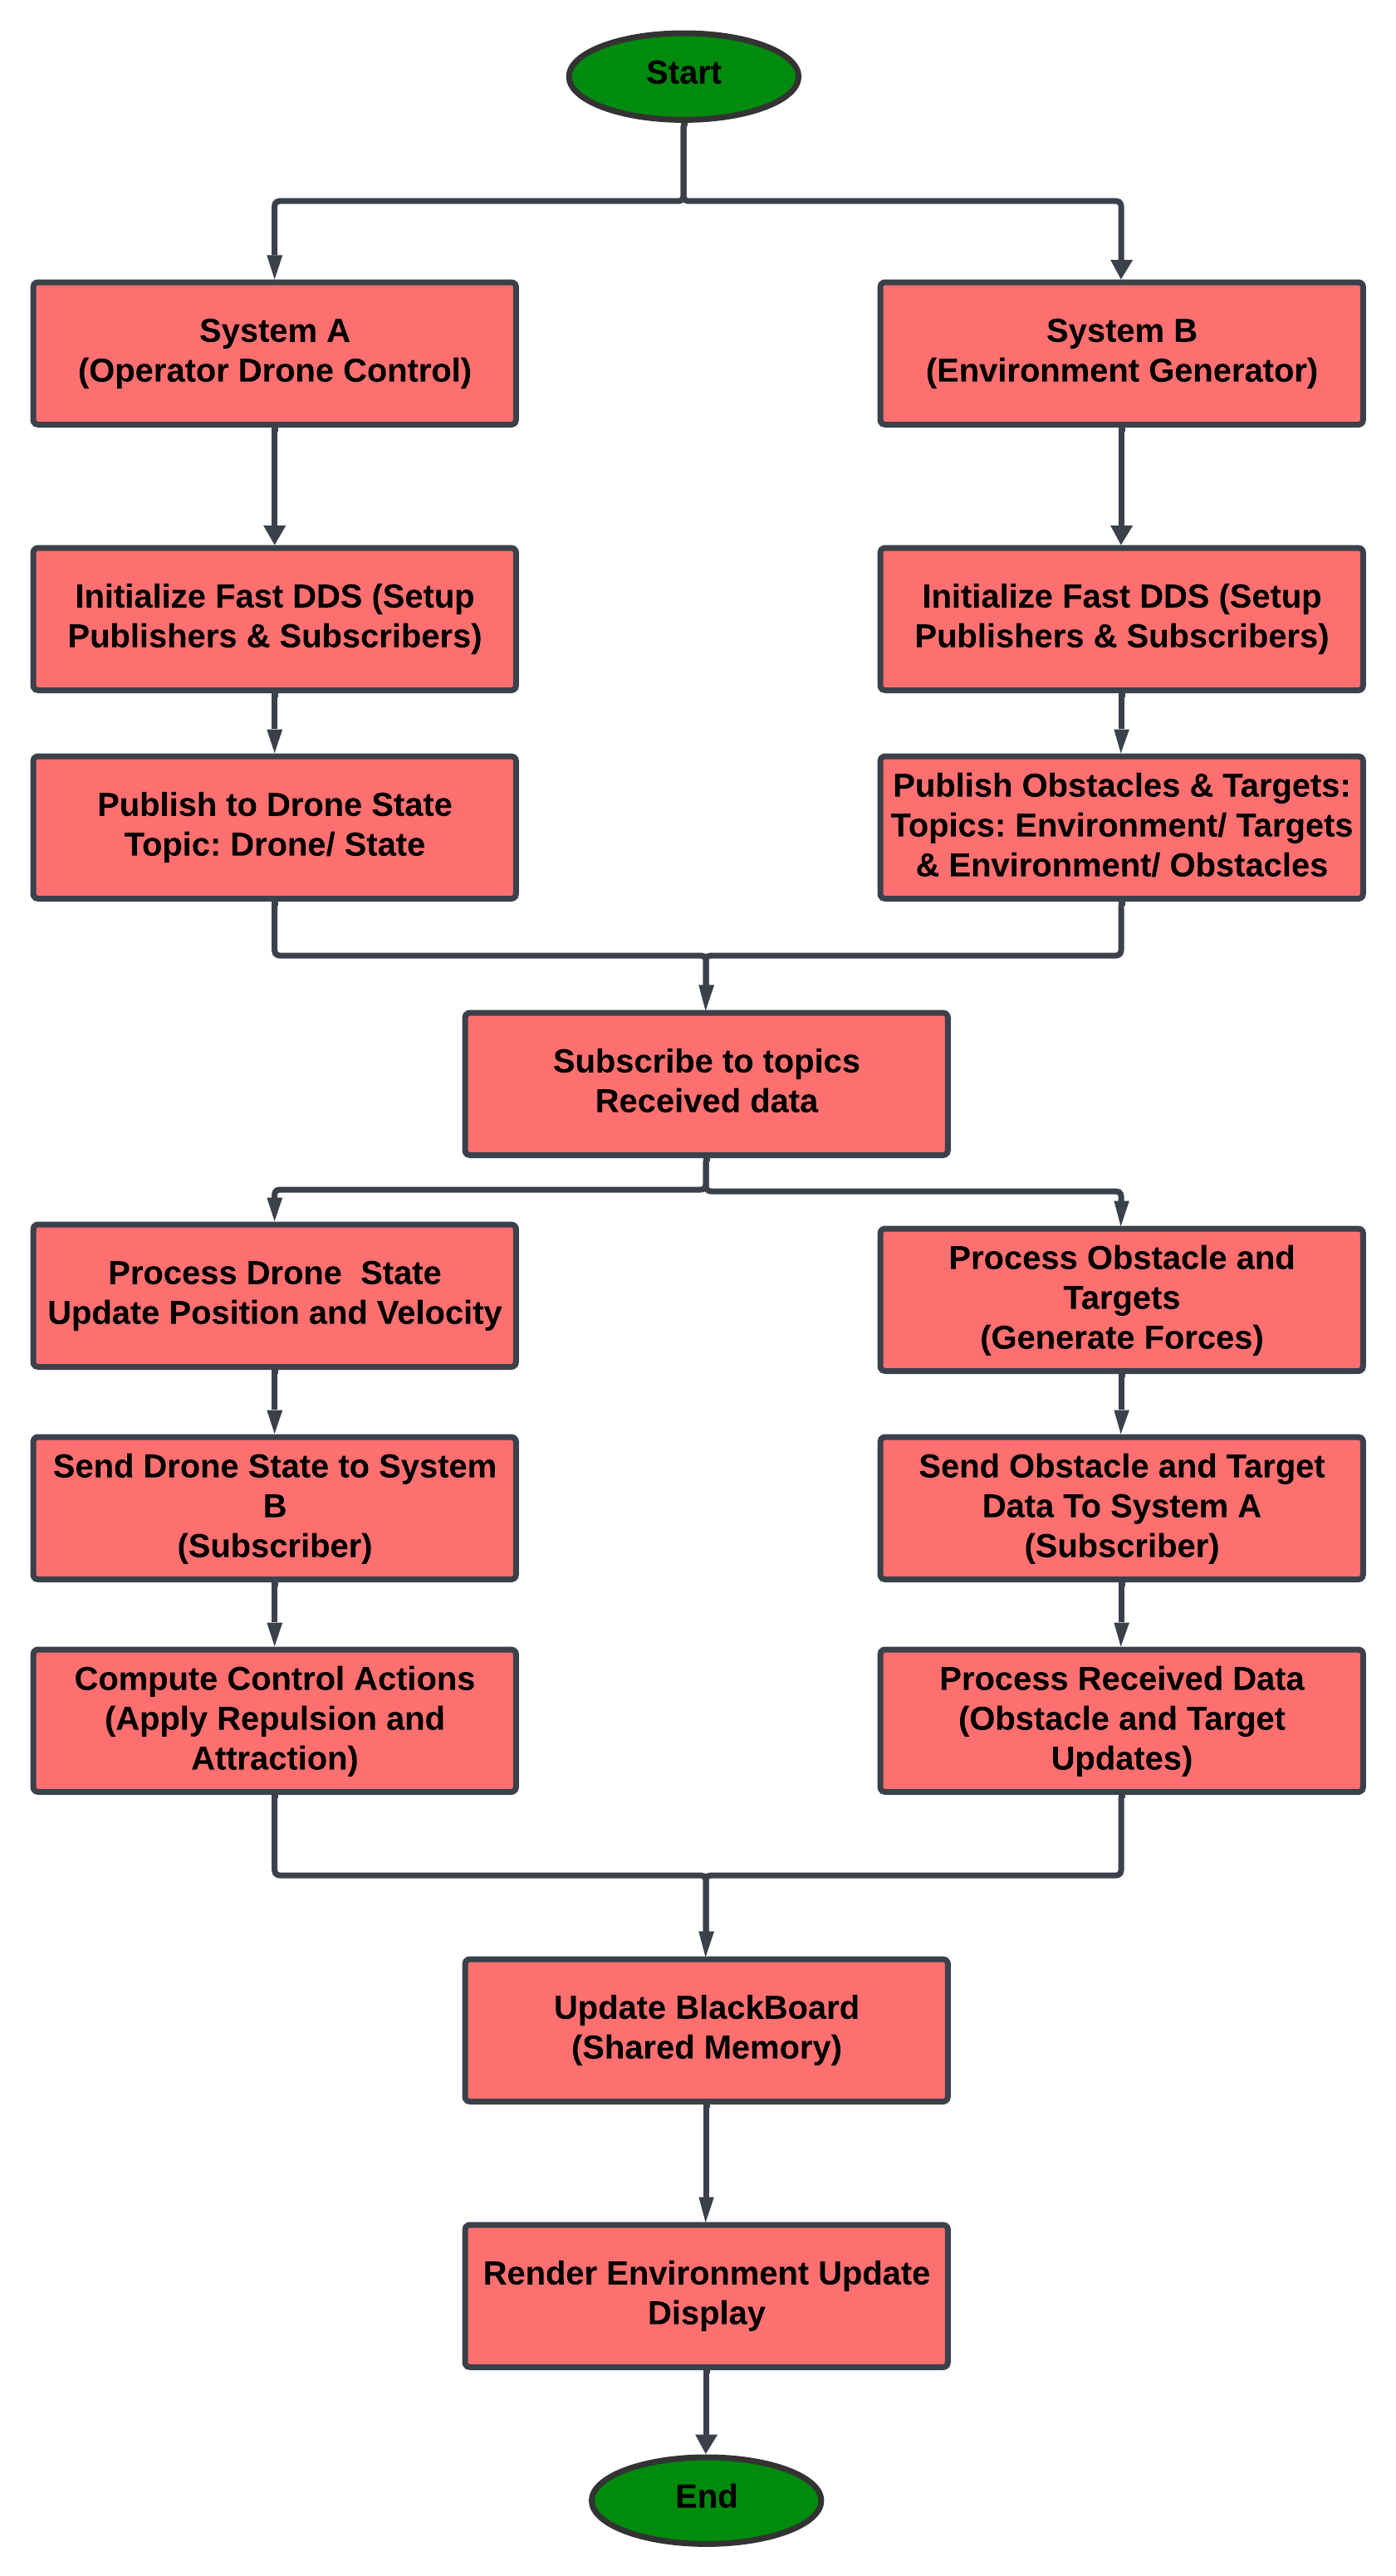 Start
System A
(Operator Drone Control)
System B
(Environment Generator)
Initialize Fast DDS (Setup
Publishers & Subscribers)
Initialize Fast DDS (Setup
Publishers & Subscribers)
Publish to Drone State
Topic: Drone/ State
Publish Obstacles & Targets:
Topics: Environment/ Targets
& Environment/ Obstacles
Subscribe to topics
Received data
Process Drone  State
Update Position and Velocity
Process Obstacle and
Targets
(Generate Forces)
Send Drone State to System
B
(Subscriber)
Send Obstacle and Target
Data To System A
(Subscriber)
Compute Control Actions
(Apply Repulsion and
Attraction)
Process Received Data
(Obstacle and Target
Updates)
Update BlackBoard
(Shared Memory)
Render Environment Update
Display
End